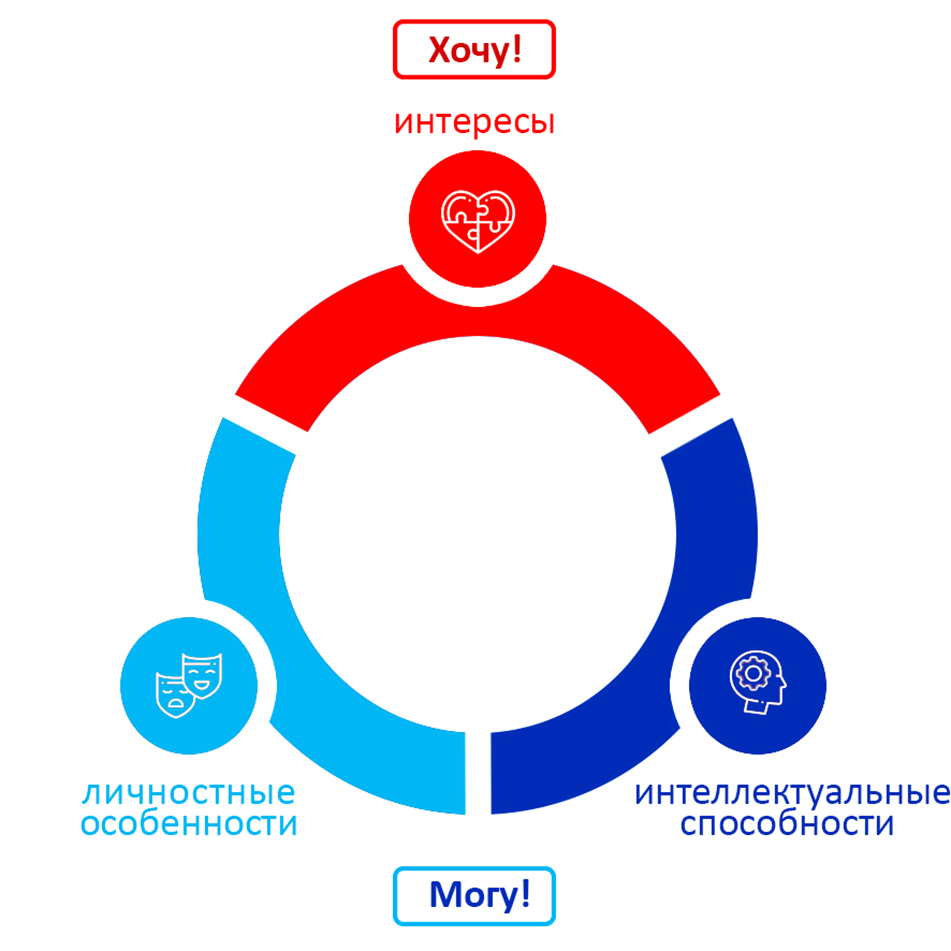 Хочу!
интересы
личностные
особенности
интеллектуальные
способности
Могу!